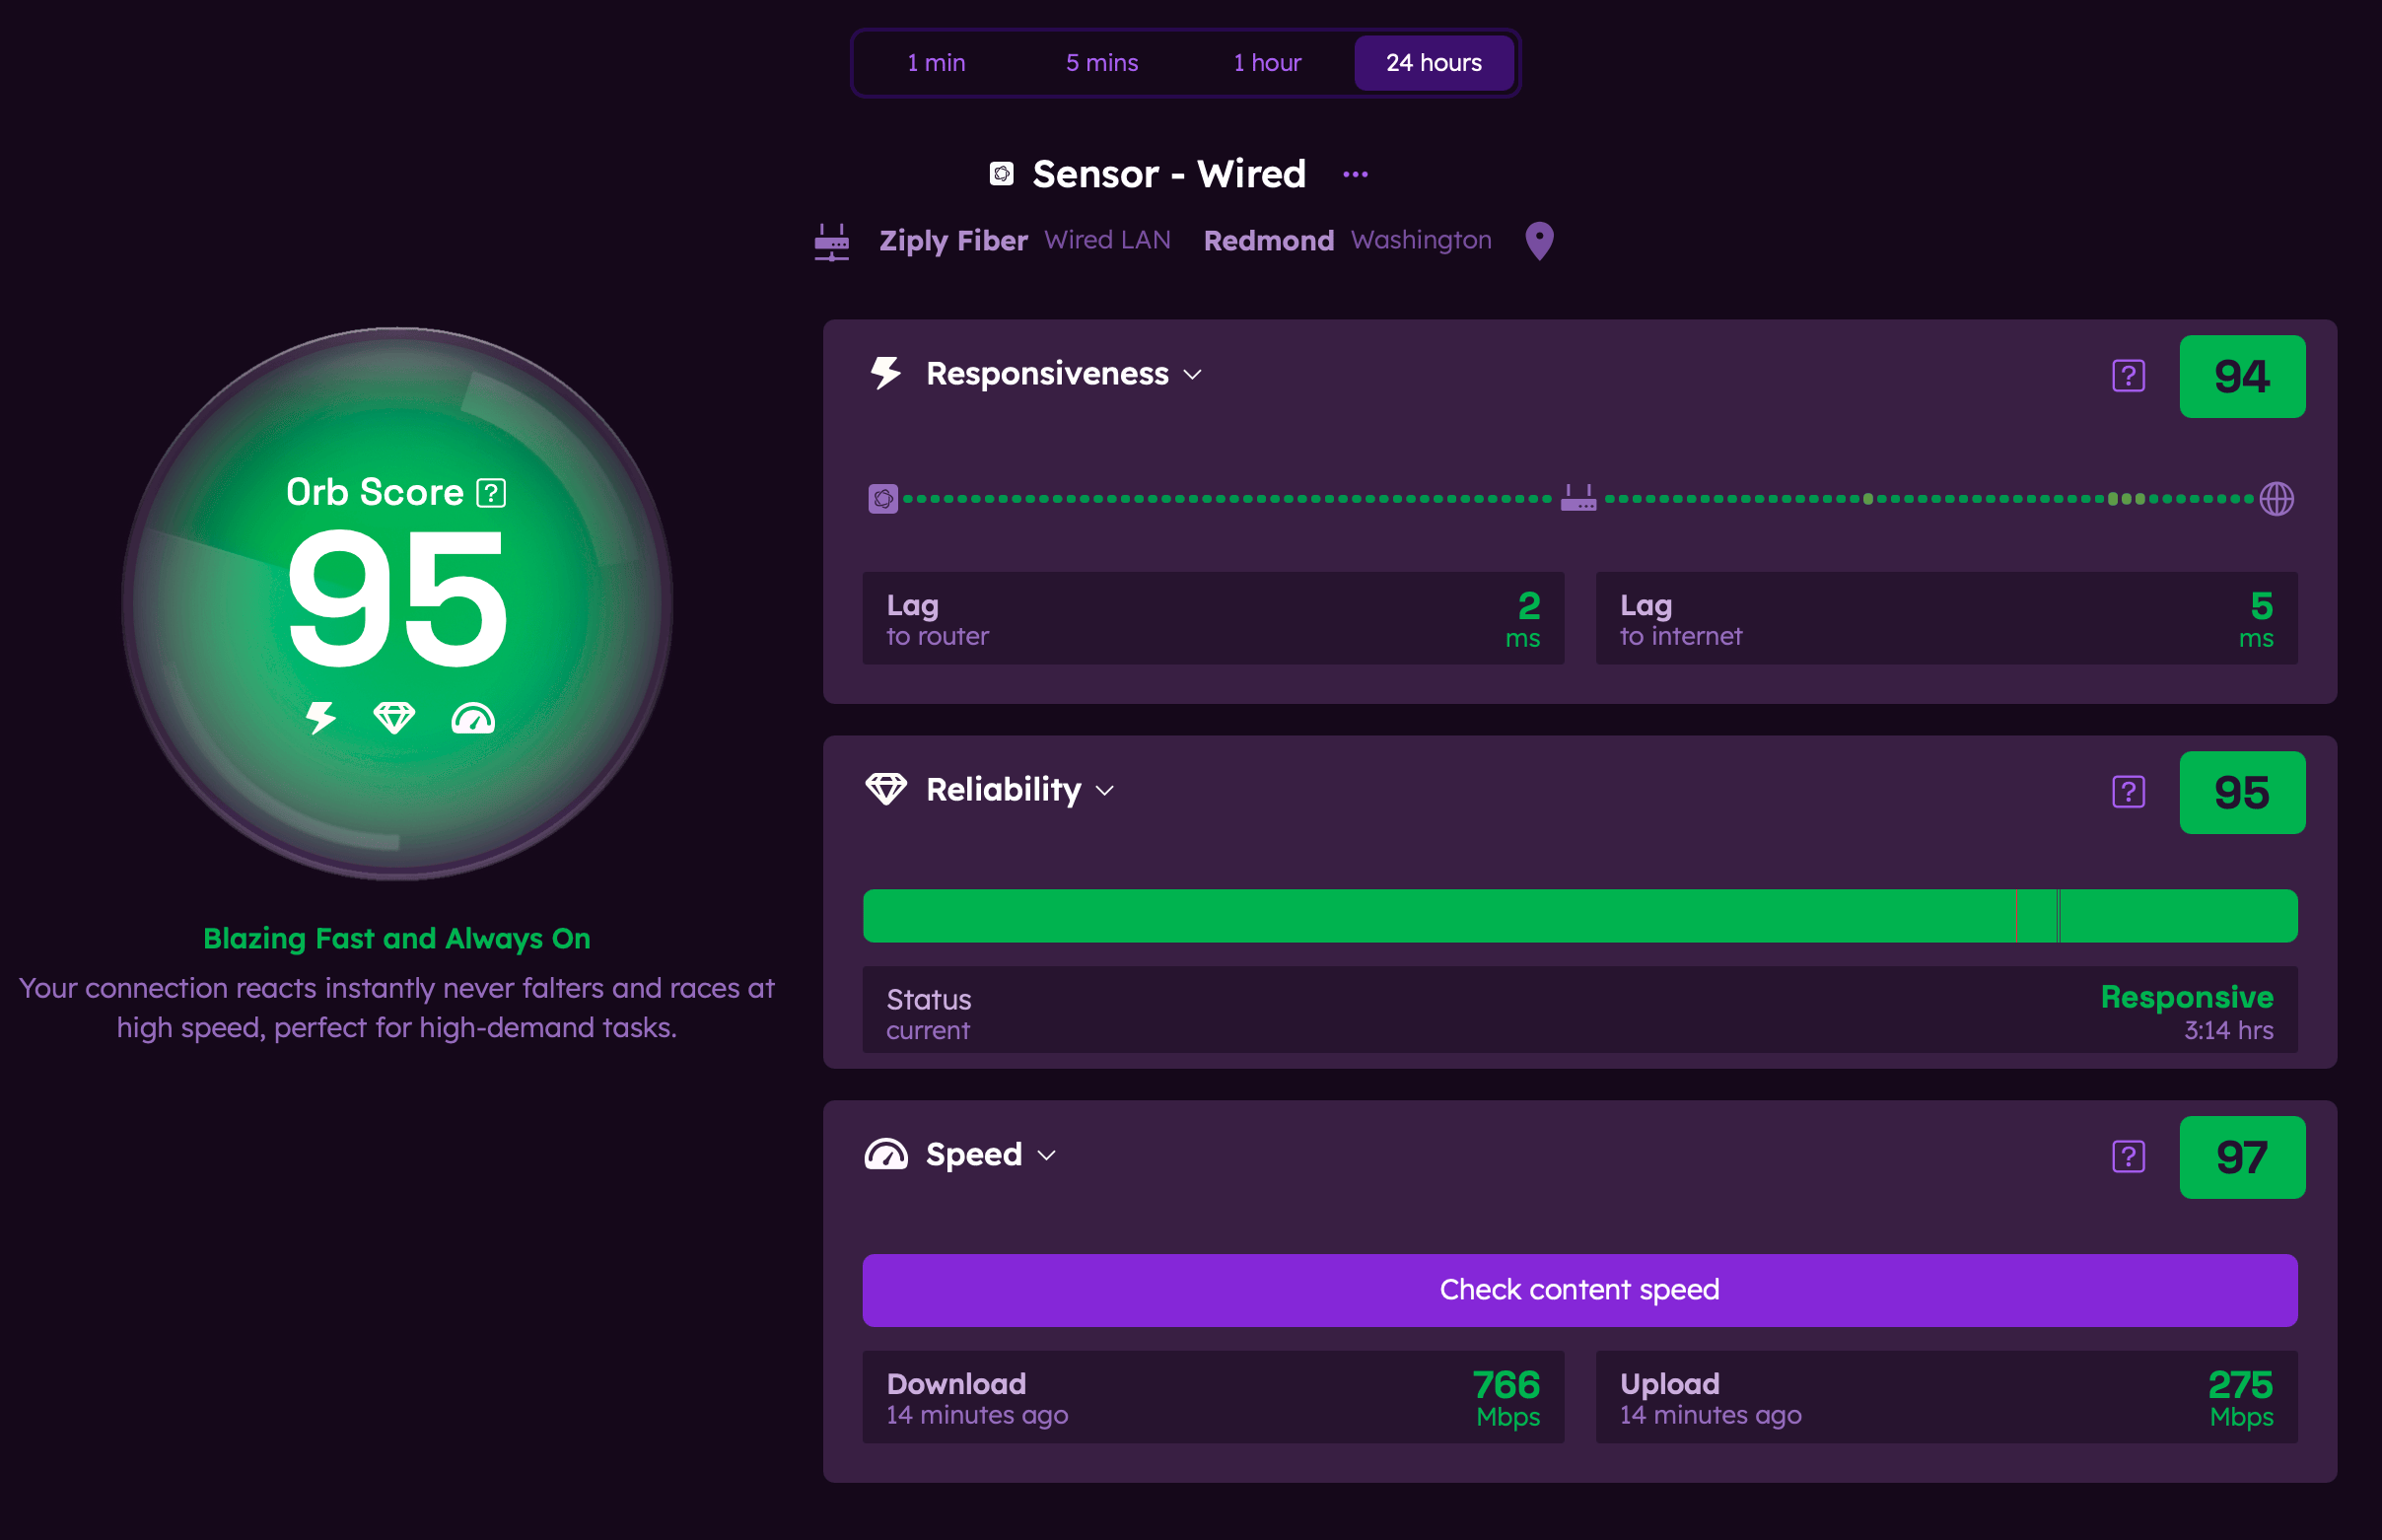 1 min 5 mins 1 hour 24 hours
Sensor - Wired ...
Ziply Fiber Wired LAN Redmond Washington
Orb Score ?
95
Blazing Fast and Always On
Your connection reacts instantly never falters and races at
high speed, perfect for high-demand tasks.
Responsiveness ? 94
Lag 2
to router ms
Lag 5
to internet ms
Reliability ? 95
Status Responsive
current 3:14 hrs
Speed ? 97
Check content speed
Download 766
14 minutes ago Mbps
Upload 275
14 minutes ago Mbps